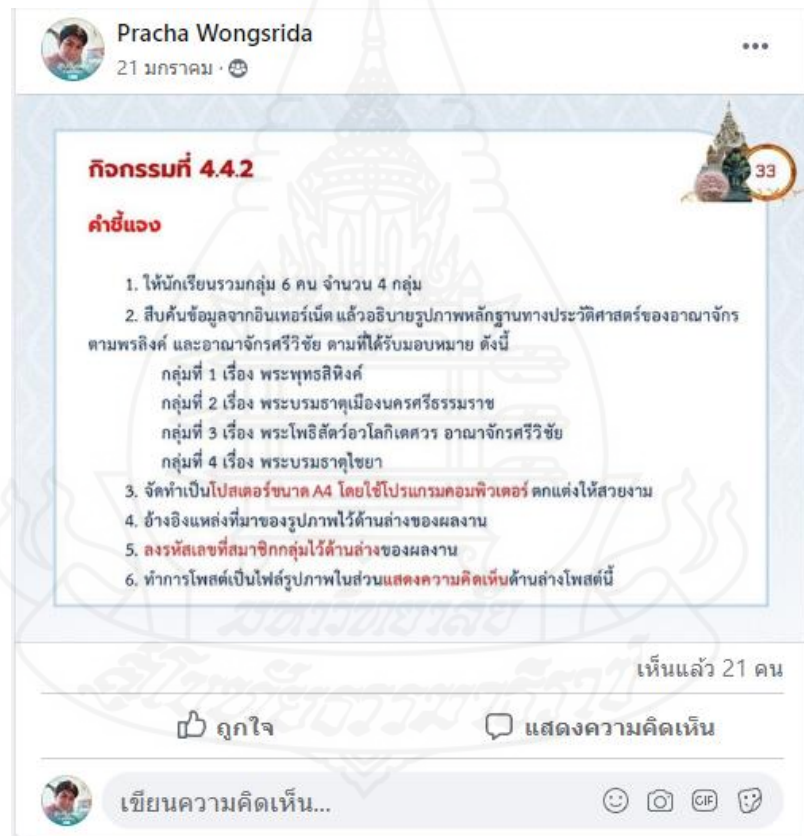 Pracha Wongsrida
21 มกราคม ·
กิจกรรมที่ 4.4.2
33
คำชี้แจง
1. ให้นักเรียนรวมกลุ่ม 6 คน จำนวน 4 กลุ่ม
2. สืบค้นข้อมูลจากอินเทอร์เน็ต แล้วอธิบายรูปภาพหลักฐานทางประวัติศาสตร์ของอาณาจักร
ตามพรลิงค์ และอาณาจักรศรีวิชัย ตามที่ได้รับมอบหมาย ดังนี้
กลุ่มที่ 1 เรื่อง พระพุทธสิหิงค์
กลุ่มที่ 2 เรื่อง พระบรมธาตุเมืองนครศรีธรรมราช
กลุ่มที่ 3 เรื่อง พระโพธิสัตว์อวโลกิเตศวร อาณาจักรศรีวิชัย
กลุ่มที่ 4 เรื่อง พระบรมธาตุไชยา
3. จัดทำเป็นโปสเตอร์ขนาด A4 โดยใช้โปรแกรมคอมพิวเตอร์ ตกแต่งให้สวยงาม
4. อ้างอิงแหล่งที่มาของรูปภาพไว้ด้านล่างของผลงาน
5. ลงรหัสเลขที่สมาชิกกลุ่มไว้ด้านล่างของผลงาน
6. ทำการโพสต์เป็นไฟล์รูปภาพในส่วนแสดงความคิดเห็นด้านล่างโพสต์นี้
มหาวิทยาลัย
สุโขทัยธรรมาธิราช
เห็นแล้ว 21 คน
ถูกใจ
แสดงความคิดเห็น
เขียนความคิดเห็น...
GIF